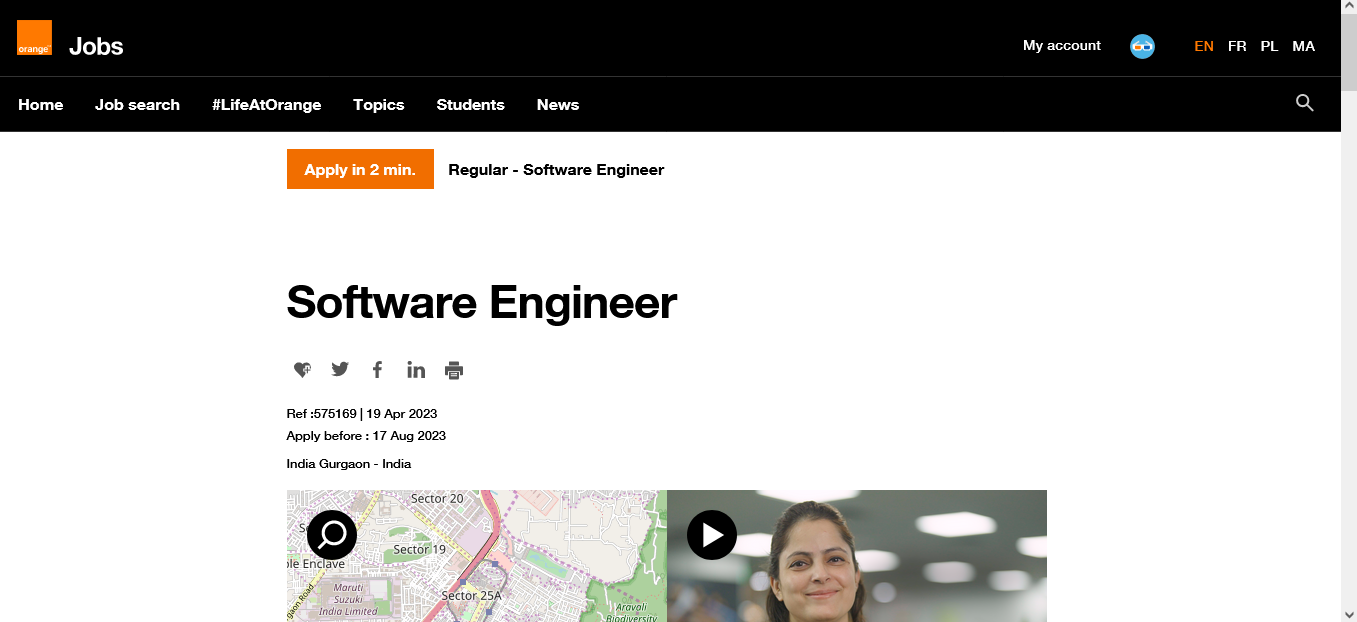 orange™
Jobs
My account
EN FR PL MA
Home Job search #LifeAtOrange Topics Students News
Apply in 2 min.
Regular - Software Engineer
Software Engineer
Ref :575169 | 19 Apr 2023
Apply before : 17 Aug 2023
India Gurgaon - India
Sector 20
Sector 19
Enclave
Maruti
Suzuki
India Limited
Sector 25A
Aravali
Biodiversity